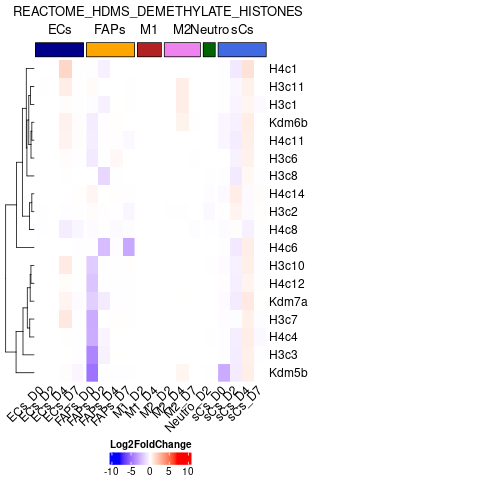 REACTOME_HDMS_DEMETHYLATE_HISTONES
ECs FAPs M1 M2 Neutro sCs
H4c1
H3c11
H3c1
Kdm6b
H4c11
H3c6
H3c8
H4c14
H3c2
H4c8
H4c6
H3c10
H4c12
Kdm7a
H3c7
H4c4
H3c3
Kdm5b
ECs_D0
ECs_D2
ECs_D4
ECs_D7
FAPs_D0
FAPs_D2
FAPs_D4
FAPs_D7
M1_D2
M1_D4
M2_D2
M2_D4
M2_D7
Neutro_D2
sCs_D0
sCs_D2
sCs_D4
sCs_D7
Log2FoldChange
-10 -5 0 5 10